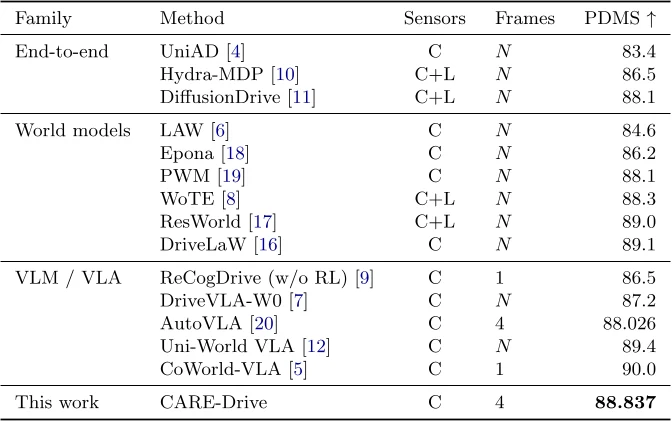 Family Method Sensors Frames PDMS ↑
End-to-end UniAD [4] C N 83.4
Hydra-MDP [10] C+L N 86.5
DiffusionDrive [11] C+L N 88.1
World models LAW [6] C N 84.6
Epona [18] C N 86.2
PWM [19] C N 88.1
WoTE [8] C+L N 88.3
ResWorld [17] C+L N 89.0
DriveLaW [16] C N 89.1
VLM / VLA ReCogDrive (w/o RL) [9] C 1 86.5
DriveVLA-W0 [7] C N 87.2
AutoVLA [20] C 4 88.026
Uni-World VLA [12] C N 89.4
CoWorld-VLA [5] C 1 90.0
This work CARE-Drive C 4 88.837